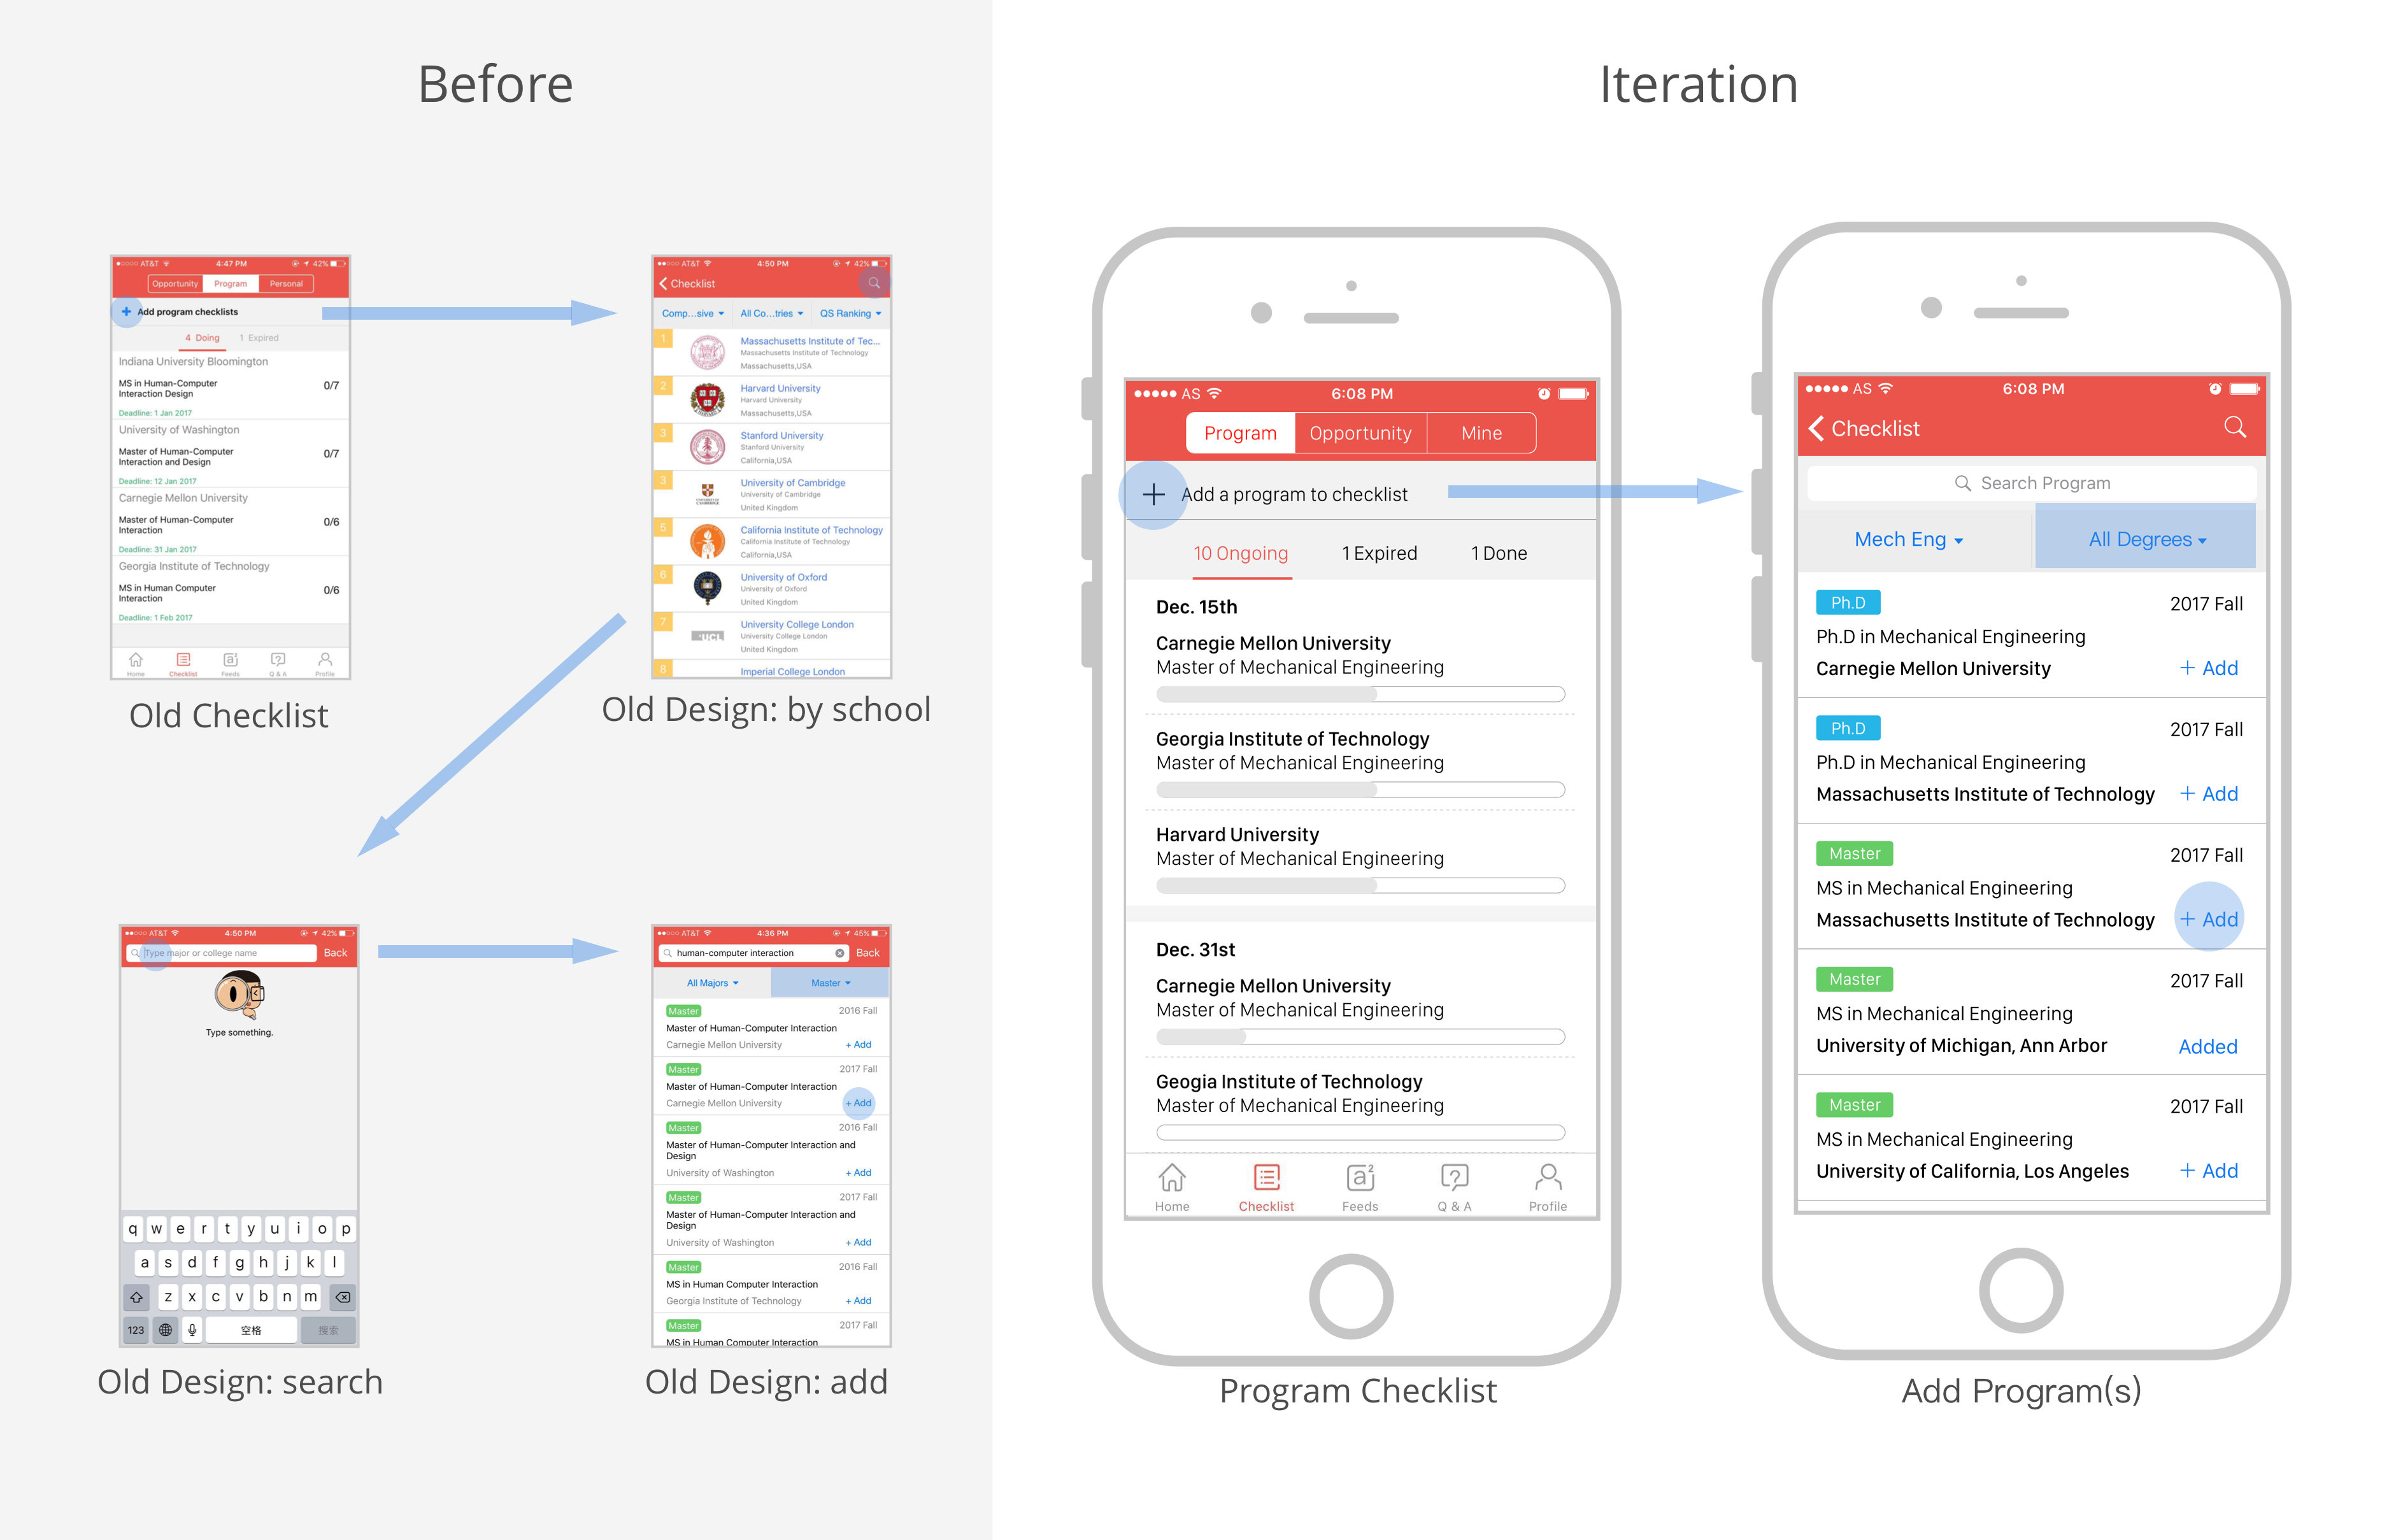 Before
Iteration
AT&T 4:47 PM 42%
Opportunity Program Personal
+ Add program checklists
4 Doing 1 Expired
Indiana University Bloomington
MS in Human-Computer
Interaction Design
0/7
Deadline: 1 Jan 2017
University of Washington
Master of Human-Computer
Interaction and Design
0/7
Deadline: 12 Jan 2017
Carnegie Mellon University
Master of Human-Computer
Interaction
0/6
Deadline: 31 Jan 2017
Georgia Institute of Technology
MS in Human Computer
Interaction
0/6
Deadline: 1 Feb 2017
Home Checklist Feeds Q & A Profile
Old Checklist
AT&T 4:50 PM 42%
Checklist
Comp...sive All Co...tries QS Ranking
1
Massachusetts Institute of Tec...
Massachusetts Institute of Technology
Massachusetts,USA
2
Harvard University
Harvard University
Massachusetts,USA
3
Stanford University
Stanford University
California,USA
3
University of Cambridge
University of Cambridge
United Kingdom
5
California Institute of Technology
California Institute of Technology
California,USA
6
University of Oxford
University of Oxford
United Kingdom
7
UCL
University College London
University College London
United Kingdom
8
Imperial College London
Old Design: by school
AT&T 4:50 PM 42%
Type major or college name Back
Type something.
q w e r t y u i o p
a s d f g h j k l
z x c v b n m
123 空格 搜索
Old Design: search
AT&T 4:36 PM 45%
human-computer interaction Back
All Majors Master
Master 2016 Fall
Master of Human-Computer Interaction
Carnegie Mellon University + Add
Master 2017 Fall
Master of Human-Computer Interaction
Carnegie Mellon University + Add
Master 2016 Fall
Master of Human-Computer Interaction and
Design
University of Washington + Add
Master 2017 Fall
Master of Human-Computer Interaction and
Design
University of Washington + Add
Master 2016 Fall
MS in Human Computer Interaction
Georgia Institute of Technology + Add
Master 2017 Fall
MS in Human Computer Interaction
Old Design: add
AS 6:08 PM
Program Opportunity Mine
+ Add a program to checklist
10 Ongoing 1 Expired 1 Done
Dec. 15th
Carnegie Mellon University
Master of Mechanical Engineering
Georgia Institute of Technology
Master of Mechanical Engineering
Harvard University
Master of Mechanical Engineering
Dec. 31st
Carnegie Mellon University
Master of Mechanical Engineering
Geogia Institute of Technology
Master of Mechanical Engineering
a2
Home Checklist Feeds Q & A Profile
Program Checklist
AS 6:08 PM
Checklist
Search Program
Mech Eng All Degrees
Ph.D 2017 Fall
Ph.D in Mechanical Engineering
Carnegie Mellon University + Add
Ph.D 2017 Fall
Ph.D in Mechanical Engineering
Massachusetts Institute of Technology + Add
Master 2017 Fall
MS in Mechanical Engineering
Massachusetts Institute of Technology + Add
Master 2017 Fall
MS in Mechanical Engineering
University of Michigan, Ann Arbor Added
Master 2017 Fall
MS in Mechanical Engineering
University of California, Los Angeles + Add
Add Program(s)